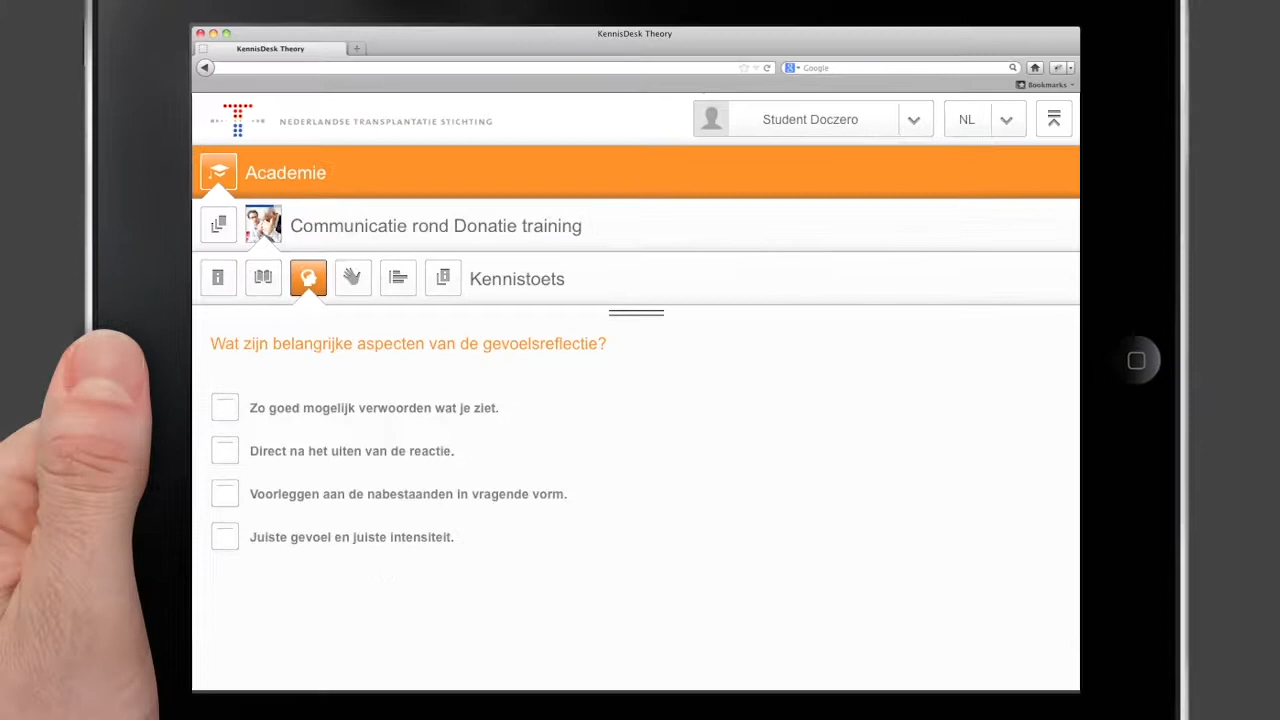 KennisDesk Theory
KennisDesk Theory
Google
Bookmarks
NEDERLANDSE TRANSPLANTATIE STICHTING
Student Doczero
NL
Academie
Communicatie rond Donatie training
Kennistoets
Wat zijn belangrijke aspecten van de gevoelsreflectie?
Zo goed mogelijk verwoorden wat je ziet.
Direct na het uiten van de reactie.
Voorleggen aan de nabestaanden in vragende vorm.
Juiste gevoel en juiste intensiteit.